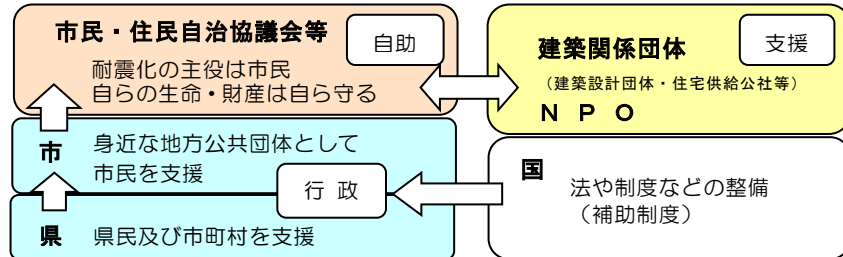 市民・住民自治協議会等
自助
耐震化の主役は市民
自らの生命・財産は自ら守る
建築関係団体
支援
（建築設計団体・住宅供給公社等）
ＮＰＯ
市
身近な地方公共団体として
市民を支援
行政
県
県民及び市町村を支援
国
法や制度などの整備
（補助制度）